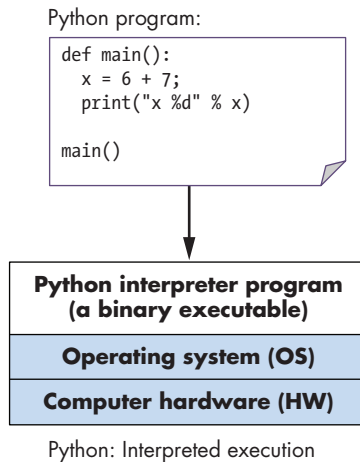 Python program:
def main():
  x = 6 + 7;
  print("x %d" % x)

main()
Python interpreter program
(a binary executable)
Operating system (OS)
Computer hardware (HW)
Python: Interpreted execution